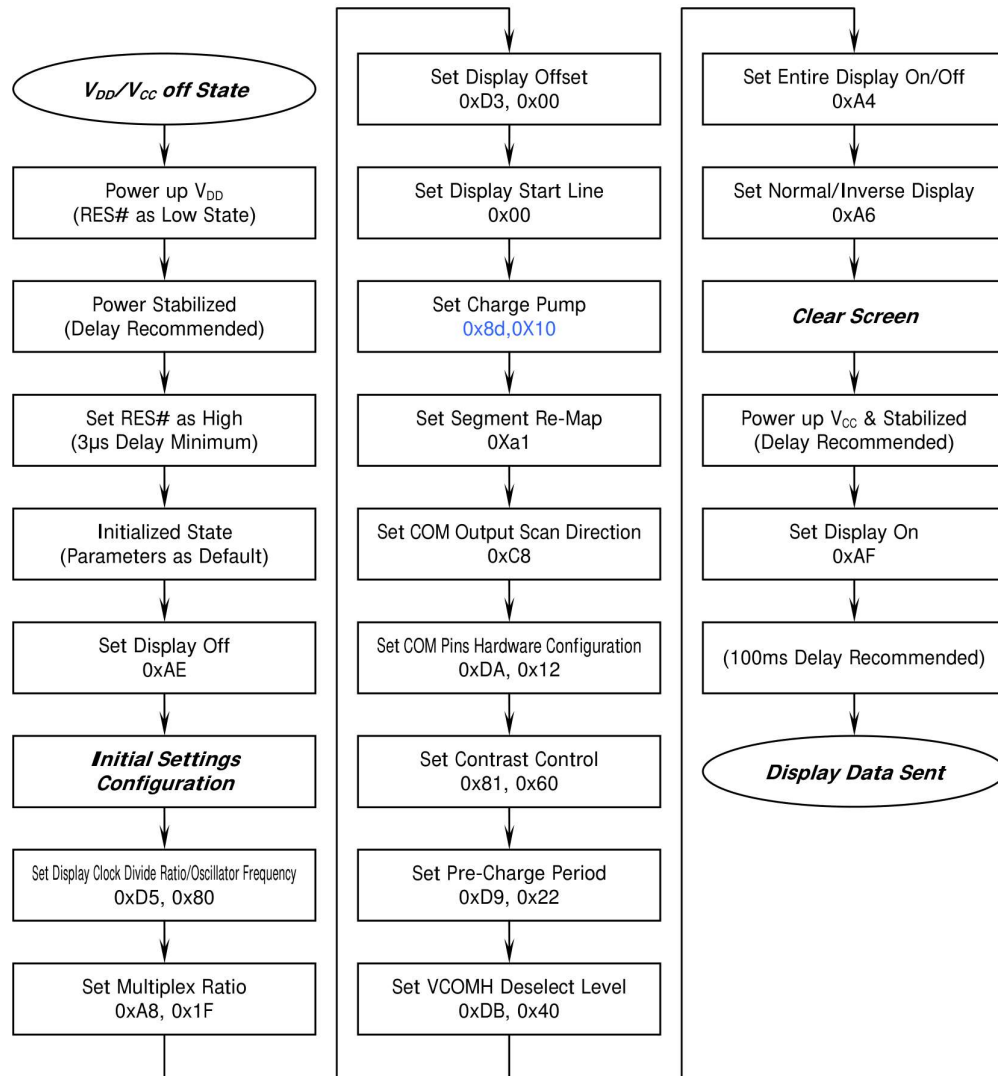 V_DD/V_CC off State
Power up V_DD
(RES# as Low State)
Power Stabilized
(Delay Recommended)
Set RES# as High
(3µs Delay Minimum)
Initialized State
(Parameters as Default)
Set Display Off
0xAE
Initial Settings
Configuration
Set Display Clock Divide Ratio/Oscillator Frequency
0xD5, 0x80
Set Multiplex Ratio
0xA8, 0x1F
Set Display Offset
0xD3, 0x00
Set Display Start Line
0x00
Set Charge Pump
0x8d,0X10
Set Segment Re-Map
0Xa1
Set COM Output Scan Direction
0xC8
Set COM Pins Hardware Configuration
0xDA, 0x12
Set Contrast Control
0x81, 0x60
Set Pre-Charge Period
0xD9, 0x22
Set VCOMH Deselect Level
0xDB, 0x40
Set Entire Display On/Off
0xA4
Set Normal/Inverse Display
0xA6
Clear Screen
Power up V_CC & Stabilized
(Delay Recommended)
Set Display On
0xAF
(100ms Delay Recommended)
Display Data Sent